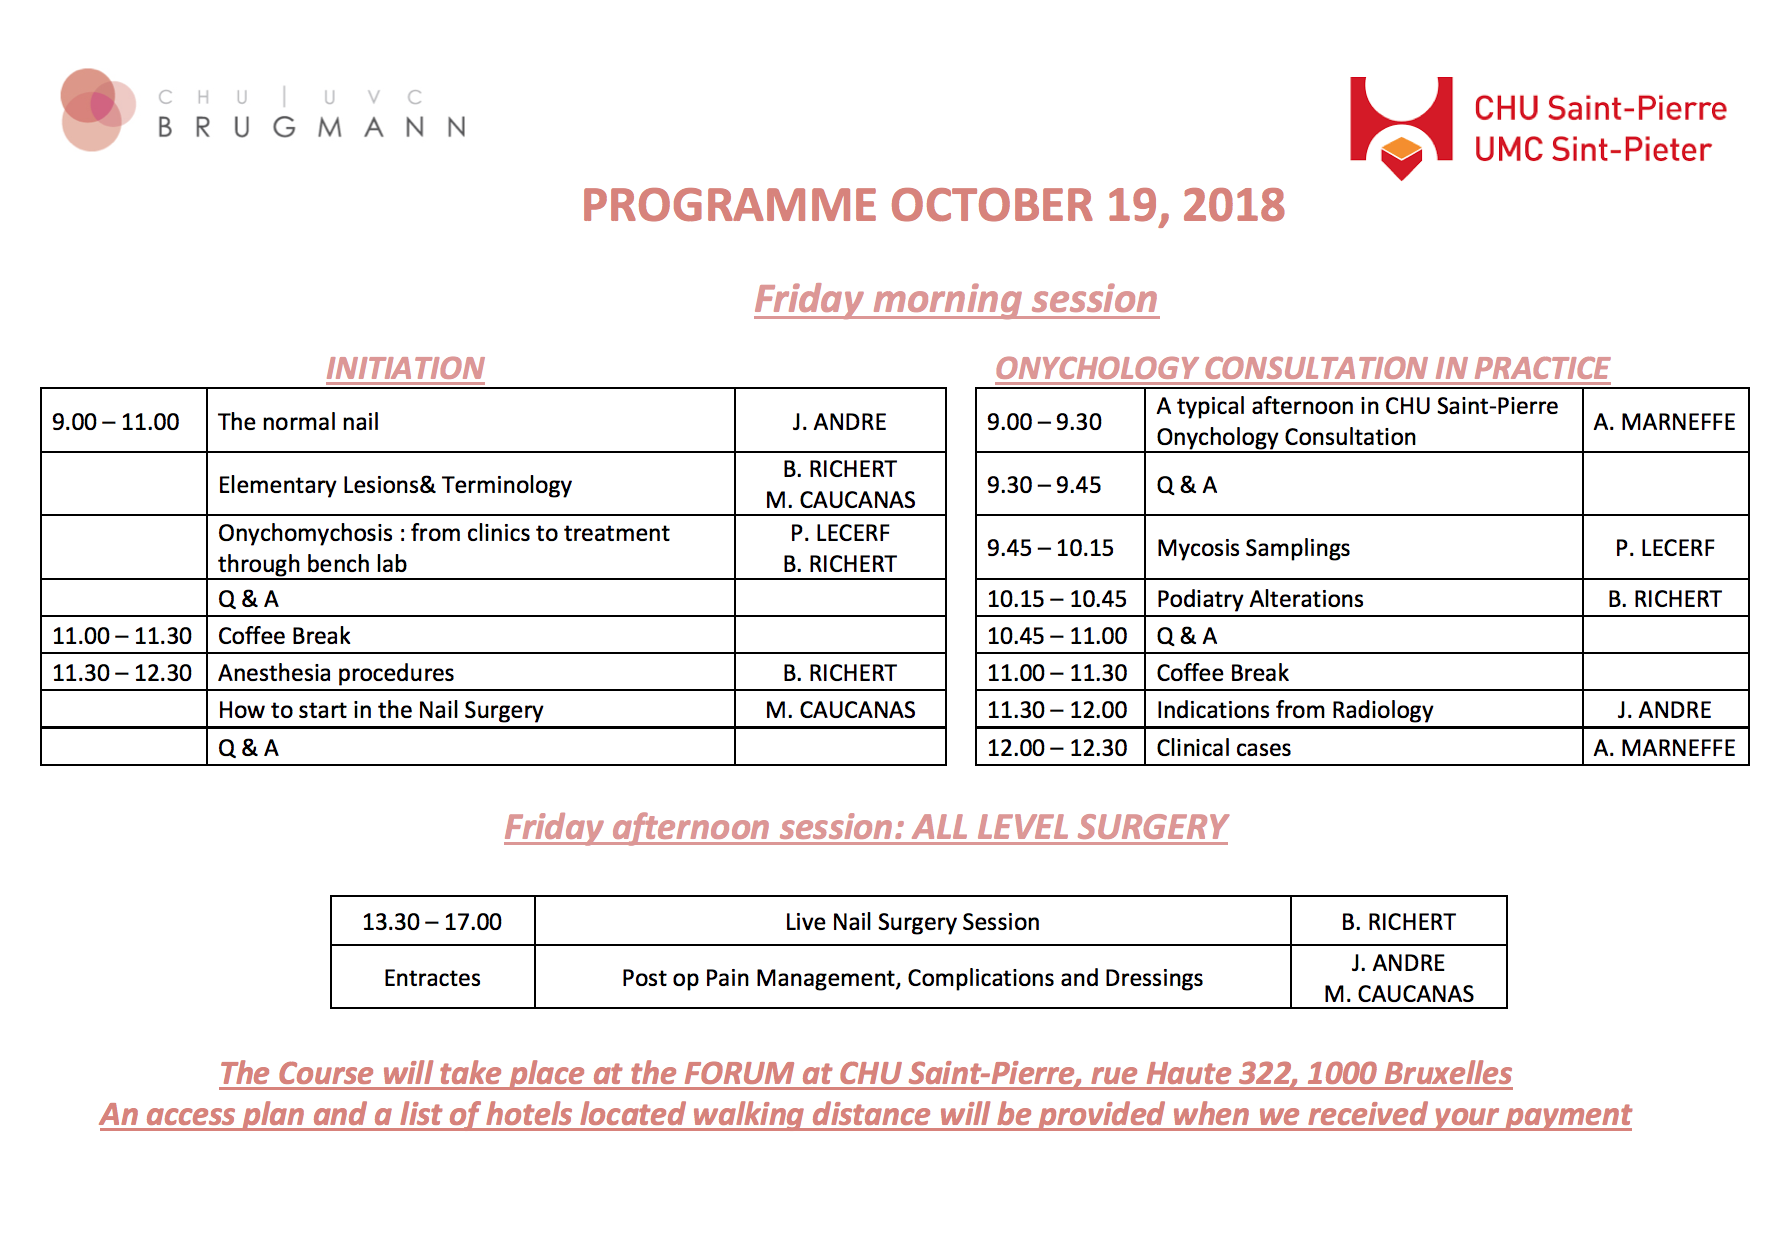 CHU | UVC
BRUGMANN
CHU Saint-Pierre
UMC Sint-Pieter
PROGRAMME OCTOBER 19, 2018
Friday morning session
INITIATION
9.00 – 11.00 The normal nail J. ANDRE
Elementary Lesions& Terminology B. RICHERT
M. CAUCANAS
Onychomychosis : from clinics to treatment P. LECERF
through bench lab B. RICHERT
Q & A
11.00 – 11.30 Coffee Break
11.30 – 12.30 Anesthesia procedures B. RICHERT
How to start in the Nail Surgery M. CAUCANAS
Q & A
ONYCHOLOGY CONSULTATION IN PRACTICE
9.00 – 9.30 A typical afternoon in CHU Saint-Pierre A. MARNEFFE
Onychology Consultation
9.30 – 9.45 Q & A
9.45 – 10.15 Mycosis Samplings P. LECERF
10.15 – 10.45 Podiatry Alterations B. RICHERT
10.45 – 11.00 Q & A
11.00 – 11.30 Coffee Break
11.30 – 12.00 Indications from Radiology J. ANDRE
12.00 – 12.30 Clinical cases A. MARNEFFE
Friday afternoon session: ALL LEVEL SURGERY
13.30 – 17.00 Live Nail Surgery Session B. RICHERT
Entractes Post op Pain Management, Complications and Dressings J. ANDRE
M. CAUCANAS
The Course will take place at the FORUM at CHU Saint-Pierre, rue Haute 322, 1000 Bruxelles
An access plan and a list of hotels located walking distance will be provided when we received your payment